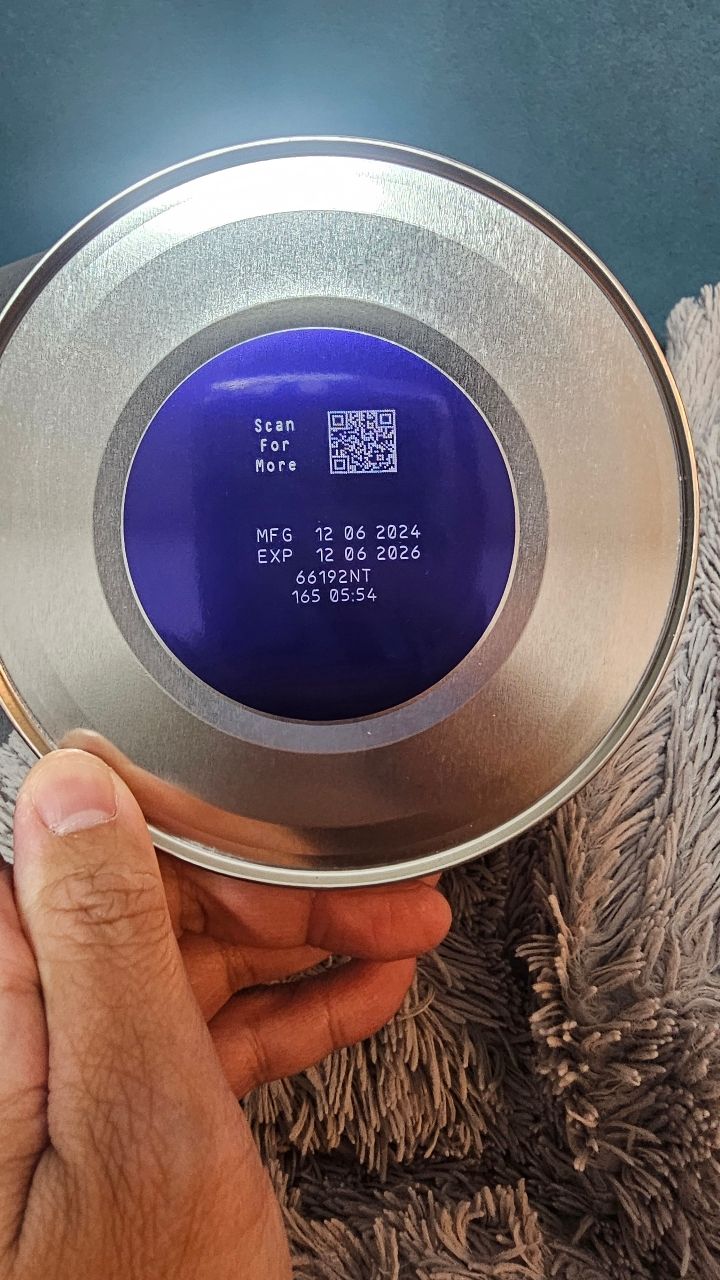 Scan
For
More
MFG 12 06 2024
EXP 12 06 2026
66192NT
165 05:54